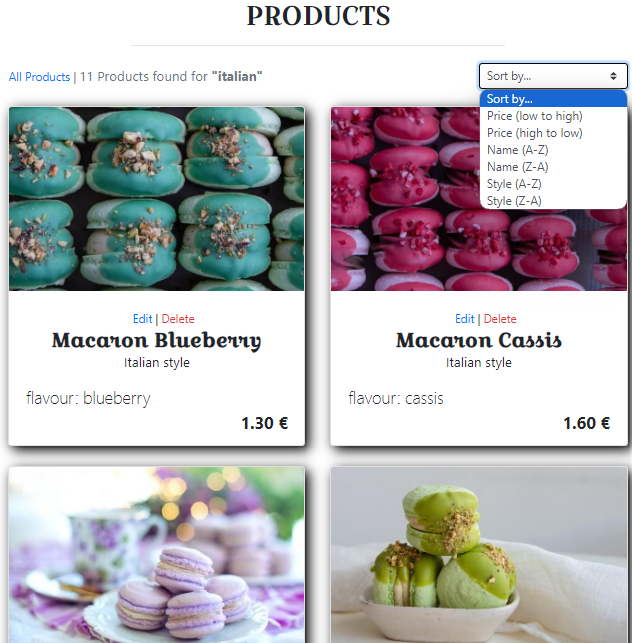 PRODUCTS
All Products | 11 Products found for "italian"
Sort by...
Sort by...
Price (low to high)
Price (high to low)
Name (A-Z)
Name (Z-A)
Style (A-Z)
Style (Z-A)
Edit | Delete
Macaron Blueberry
Italian style
flavour: blueberry
1.30 €
Edit | Delete
Macaron Cassis
Italian style
flavour: cassis
1.60 €